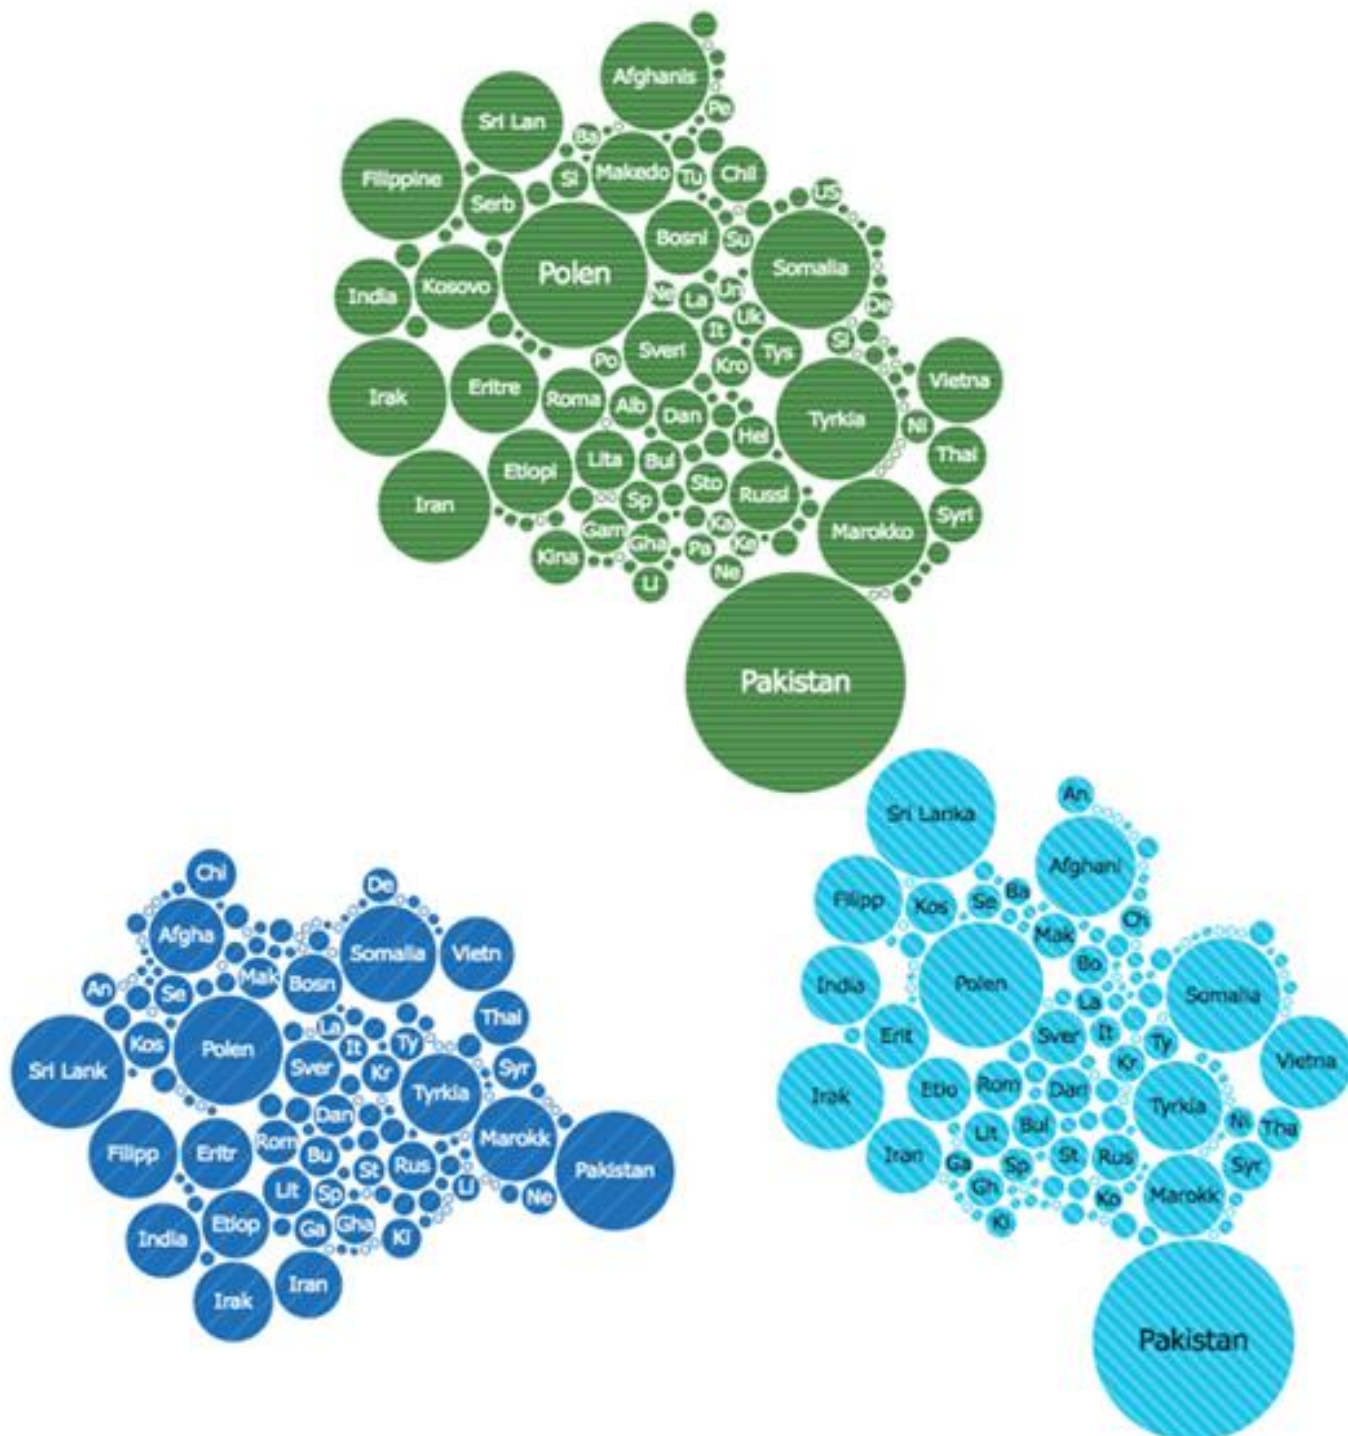 Afghanis
Sri Lan
Pe
Ba
Filippine
Makedo
Chil
Sl
Tu
Serb
US
Bosni
Su
Polen
Somalia
Kosovo
India
Ne
La
Un
De
Uk
It
Sveri
Sl
Po
Kro
Tys
Vietna
Eritre
Irak
Roma
Alb
Dan
Tyrkia
Nl
Hel
Thai
Lita
Bul
Etiopi
Sto
Russl
Sp
Iran
Syri
Ka
Gam
Marokko
Gha
Ke
Pa
Kina
Ne
Ll
Pakistan
Chi
De
Afgha
Somalia
Vietn
Mak
Bosn
An
Se
Thai
La
Kos
Polen
It
Ty
Sri Lank
Sver
Kr
Syr
Tyrkia
Dan
Marokk
Rom
Filipp
Eritr
Bu
St
Rus
Pakistan
Lit
Sp
Li
Ne
Etiop
Gha
Ga
India
Ki
Iran
Irak
An
Sri Lanka
Afghani
Ba
Filipp
Kos
Se
Ch
Mak
Bo
India
Polen
Somalia
La
Erit
Sver
It
Ty
Vietna
Kr
Etio
Rom
Dan
Irak
Tyrkia
Ni
Tha
Lit
Bul
Iran
St
Rus
Ga
Sp
Syr
Gh
Marokk
Ko
Ki
Pakistan